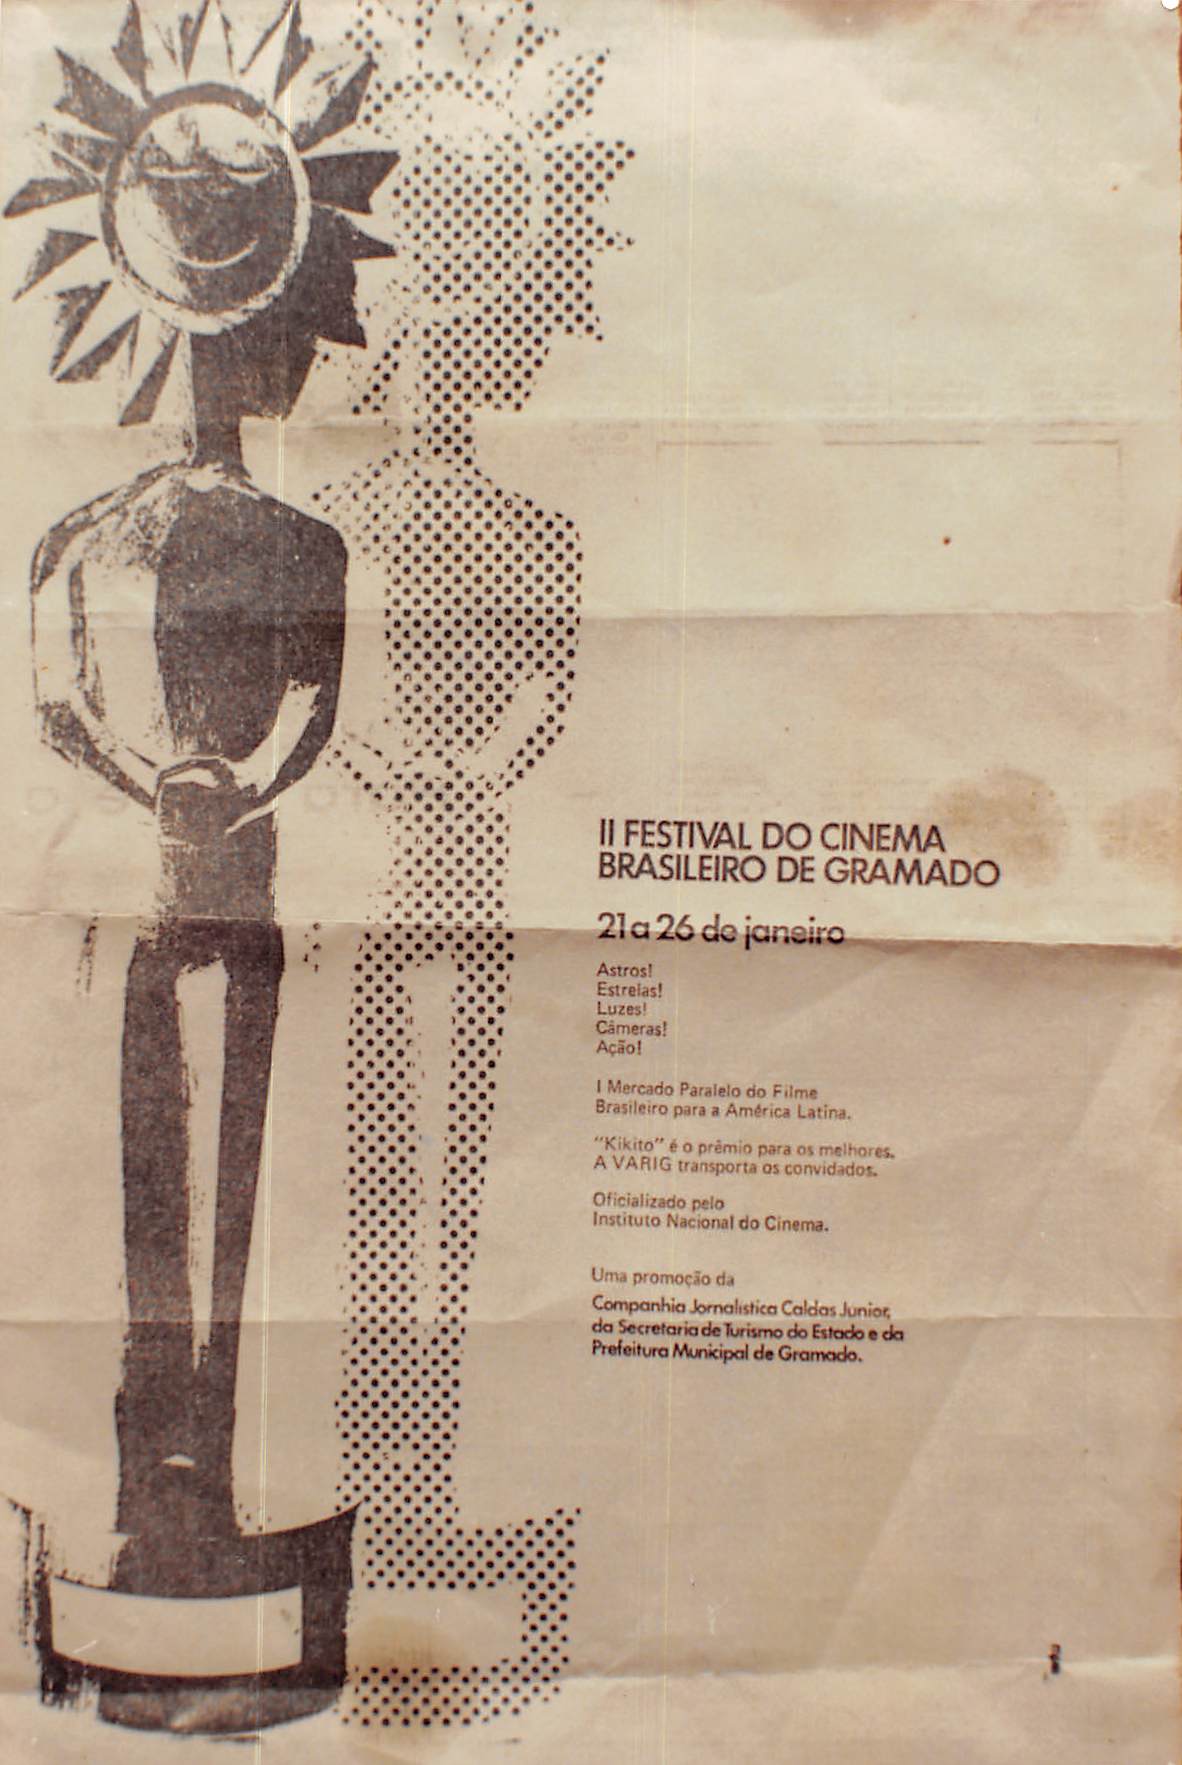 II FESTIVAL DO CINEMA
BRASILEIRO DE GRAMADO
21 a 26 de janeiro
Astros!
Estrelas!
Luzes!
Câmeras!
Ação!
I Mercado Paralelo do Filme
Brasileiro para a América Latina.
"Kikito" é o prêmio para os melhores.
A VARIG transporta os convidados.
Oficializado pelo
Instituto Nacional do Cinema.
Uma promoção da
Companhia Jornalística Caldas Junior,
da Secretaria de Turismo do Estado e da
Prefeitura Municipal de Gramado.